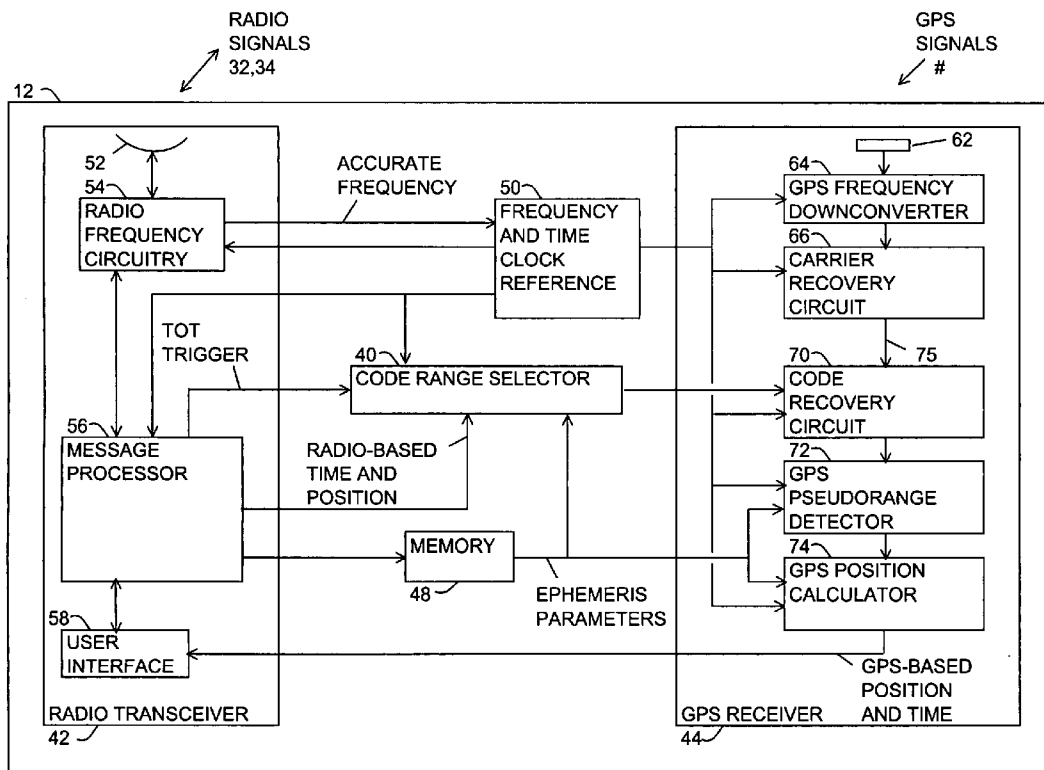 RADIO
SIGNALS
32,34
GPS
SIGNALS
#
12
52
54
RADIO
FREQUENCY
CIRCUITRY
ACCURATE
FREQUENCY
50
FREQUENCY
AND TIME
CLOCK
REFERENCE
62
64
GPS FREQUENCY
DOWNCONVERTER
66
CARRIER
RECOVERY
CIRCUIT
75
TOT
TRIGGER
40
CODE RANGE SELECTOR
70
CODE
RECOVERY
CIRCUIT
56
MESSAGE
PROCESSOR
RADIO-BASED
TIME AND
POSITION
72
GPS
PSEUDORANGE
DETECTOR
MEMORY
48
EPHEMERIS
PARAMETERS
74
GPS POSITION
CALCULATOR
58
USER
INTERFACE
GPS-BASED
POSITION
AND TIME
RADIO TRANSCEIVER
42
GPS RECEIVER
44